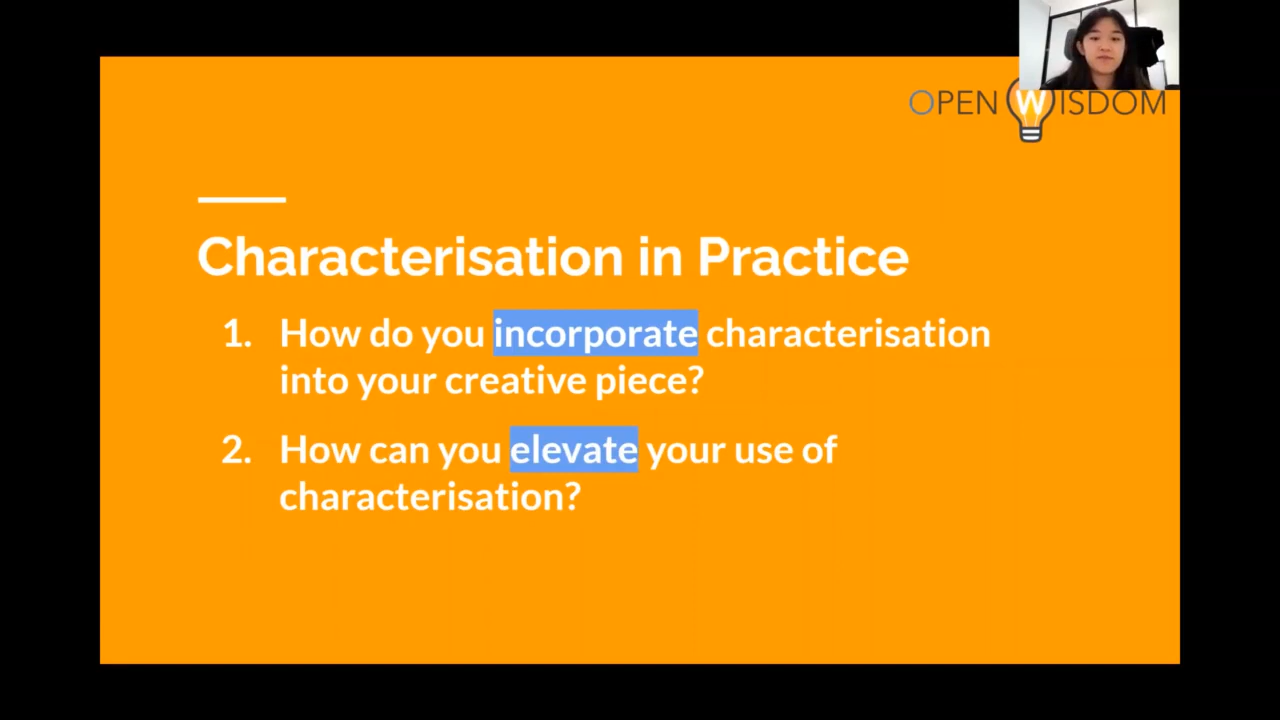 OPEN WISDOM
Characterisation in Practice
1. How do you incorporate characterisation
into your creative piece?
2. How can you elevate your use of
characterisation?